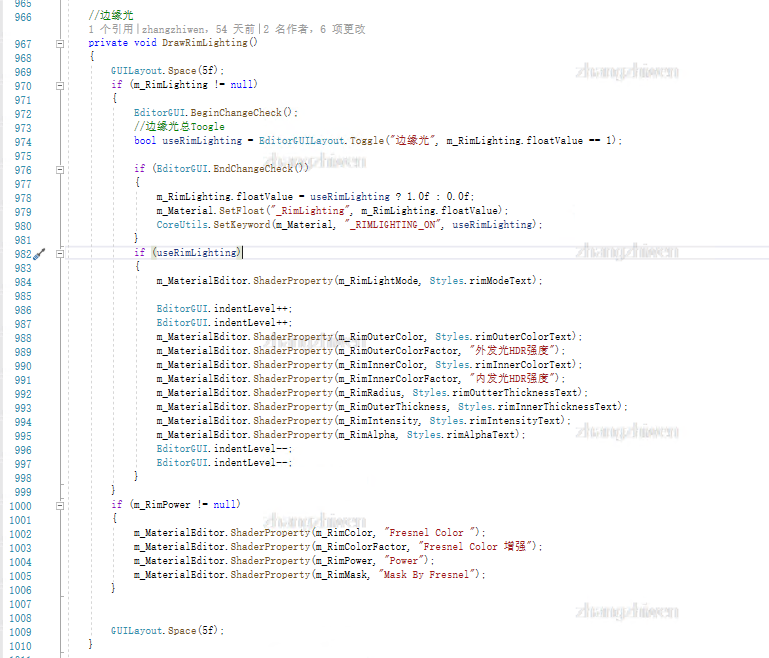 965
966 //边缘光
1 个引用|zhangzhiwen，54 天前|2 名作者，6 项更改
967 private void DrawRimLighting()
968 {
969 GUILayout.Space(5f);
970 if (m_RimLighting != null)
971 {
972 EditorGUI.BeginChangeCheck();
973 //边缘光总Toogle
974 bool useRimLighting = EditorGUILayout.Toggle("边缘光", m_RimLighting.floatValue == 1);
975
976 if (EditorGUI.EndChangeCheck())
977 {
978 m_RimLighting.floatValue = useRimLighting ? 1.0f : 0.0f;
979 m_Material.SetFloat("_RimLighting", m_RimLighting.floatValue);
980 CoreUtils.SetKeyword(m_Material, "_RIMLIGHTING_ON", useRimLighting);
981 }
982 if (useRimLighting)
983 {
984 m_MaterialEditor.ShaderProperty(m_RimLightMode, Styles.rimModeText);
985
986 EditorGUI.indentLevel++;
987 EditorGUI.indentLevel++;
988 m_MaterialEditor.ShaderProperty(m_RimOuterColor, Styles.rimOuterColorText);
989 m_MaterialEditor.ShaderProperty(m_RimOuterColorFactor, "外发光HDR强度");
990 m_MaterialEditor.ShaderProperty(m_RimInnerColor, Styles.rimInnerColorText);
991 m_MaterialEditor.ShaderProperty(m_RimInnerColorFactor, "内发光HDR强度");
992 m_MaterialEditor.ShaderProperty(m_RimRadius, Styles.rimOutterThicknessText);
993 m_MaterialEditor.ShaderProperty(m_RimOuterThickness, Styles.rimInnerThicknessText);
994 m_MaterialEditor.ShaderProperty(m_RimIntensity, Styles.rimIntensityText);
995 m_MaterialEditor.ShaderProperty(m_RimAlpha, Styles.rimAlphaText);
996 EditorGUI.indentLevel--;
997 EditorGUI.indentLevel--;
998 }
999 }
1000 if (m_RimPower != null)
1001 {
1002 m_MaterialEditor.ShaderProperty(m_RimColor, "Fresnel Color ");
1003 m_MaterialEditor.ShaderProperty(m_RimColorFactor, "Fresnel Color 增强");
1004 m_MaterialEditor.ShaderProperty(m_RimPower, "Power");
1005 m_MaterialEditor.ShaderProperty(m_RimMask, "Mask By Fresnel");
1006 }
1007
1008
1009 GUILayout.Space(5f);
1010 }
zhangzhiwen
zhangzhiwen
zhangzhiwen
zhangzhiwen
zhangzhiwen
zhangzhiwen
zhangzhiwen